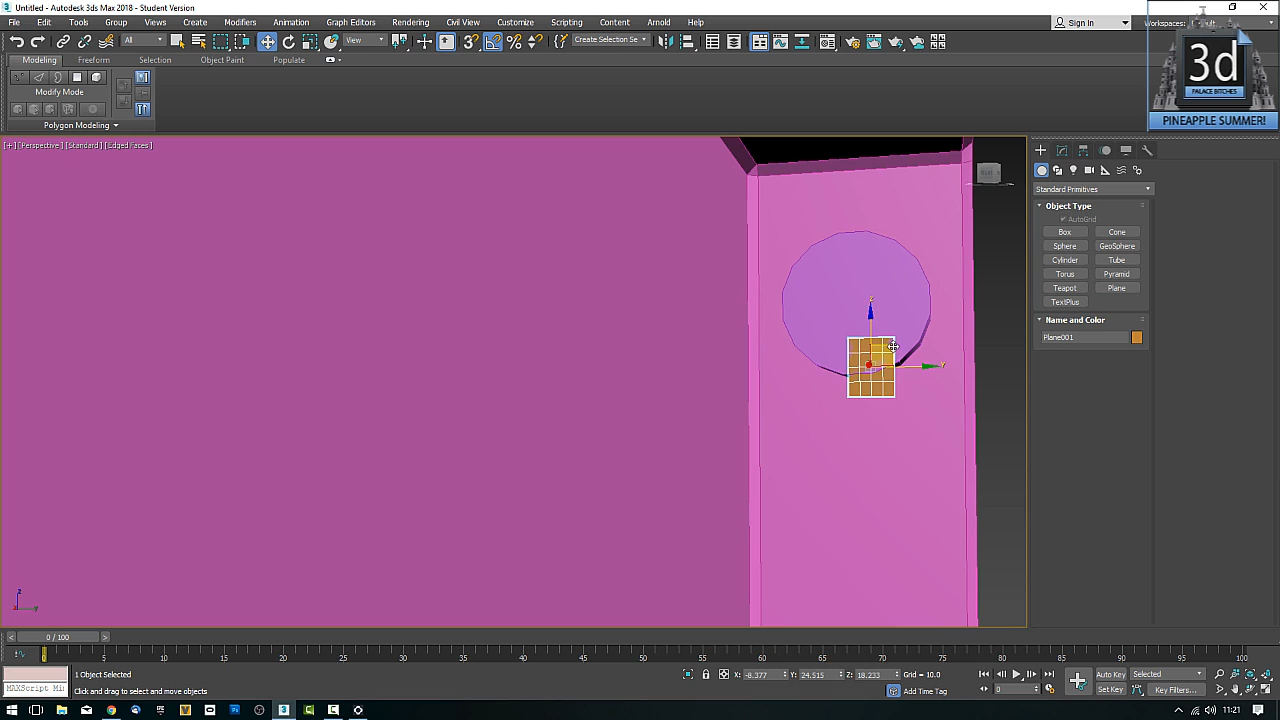 Untitled - Autodesk 3ds Max 2018 - Student Version
File Edit Tools Group Views Create Modifiers Animation Graph Editors Rendering Civil View Customize Scripting Content Arnold Help
Sign In
Workspaces:
All
View
Create Selection Se
3d
PALACE BITCHES
PINEAPPLE SUMMER!
Modeling Freeform Selection Object Paint Populate
Modify Mode
Polygon Modeling
[+] [Perspective] [Standard] [Edged Faces]
Standard Primitives
Object Type
AutoGrid
Box Cone
Sphere GeoSphere
Cylinder Tube
Torus Pyramid
Teapot Plane
TextPlus
Name and Color
Plane001
z
y
z
y
< 0 / 100 >
0 5 10 15 20 25 30 35 40 45 50 55 60 65 70 75 80 85 90 95 100
1 Object Selected
X: -8.377 Y: 24.515 Z: 18.233 Grid = 10.0
Auto Key Selected
MAXScript Mi
Click and drag to select and move objects
Add Time Tag
0
Set Key Key Filters...
11:21